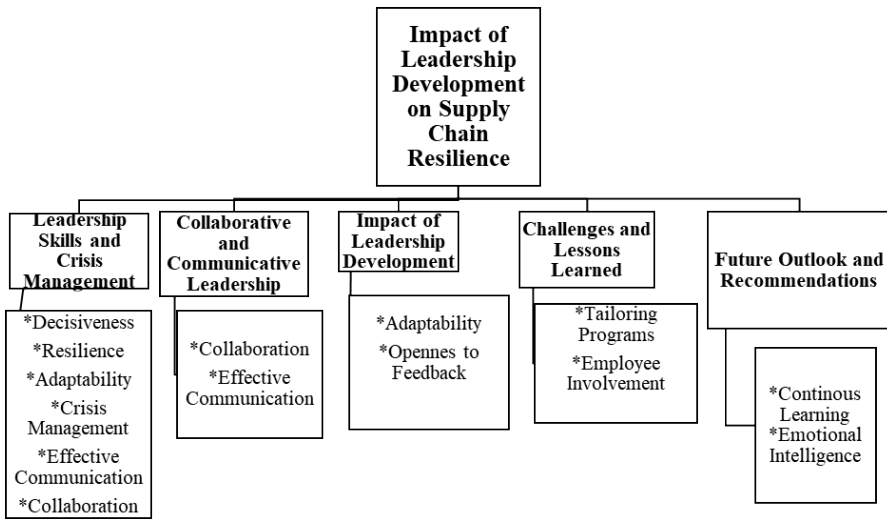 Impact of
Leadership
Development
on Supply
Chain
Resilience
Leadership
Skills and
Crisis
Management
*Decisiveness
*Resilience
*Adaptability
*Crisis
Management
*Effective
Communication
*Collaboration
Collaborative
and
Communicative
Leadership
*Collaboration
*Effective
Communication
Impact of
Leadership
Development
*Adaptability
*Opennes to
Feedback
Challenges and
Lessons
Learned
*Tailoring
Programs
*Employee
Involvement
Future Outlook and
Recommendations
*Continous
Learning
*Emotional
Intelligence